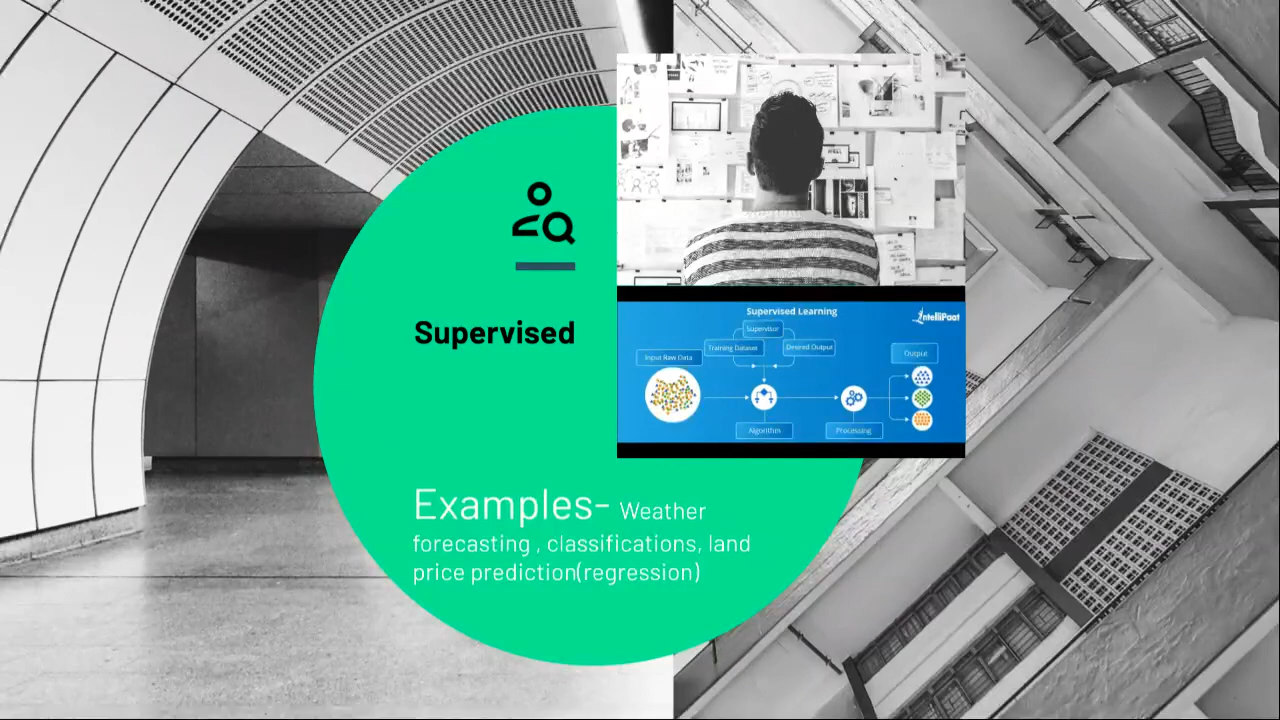 Supervised
Supervised Learning
IntelliPaat
Supervisor
Training Dataset
Desired Output
Input Raw Data
Output
Algorithm
Processing
Examples- Weather
forecasting , classifications, land
price prediction(regression)